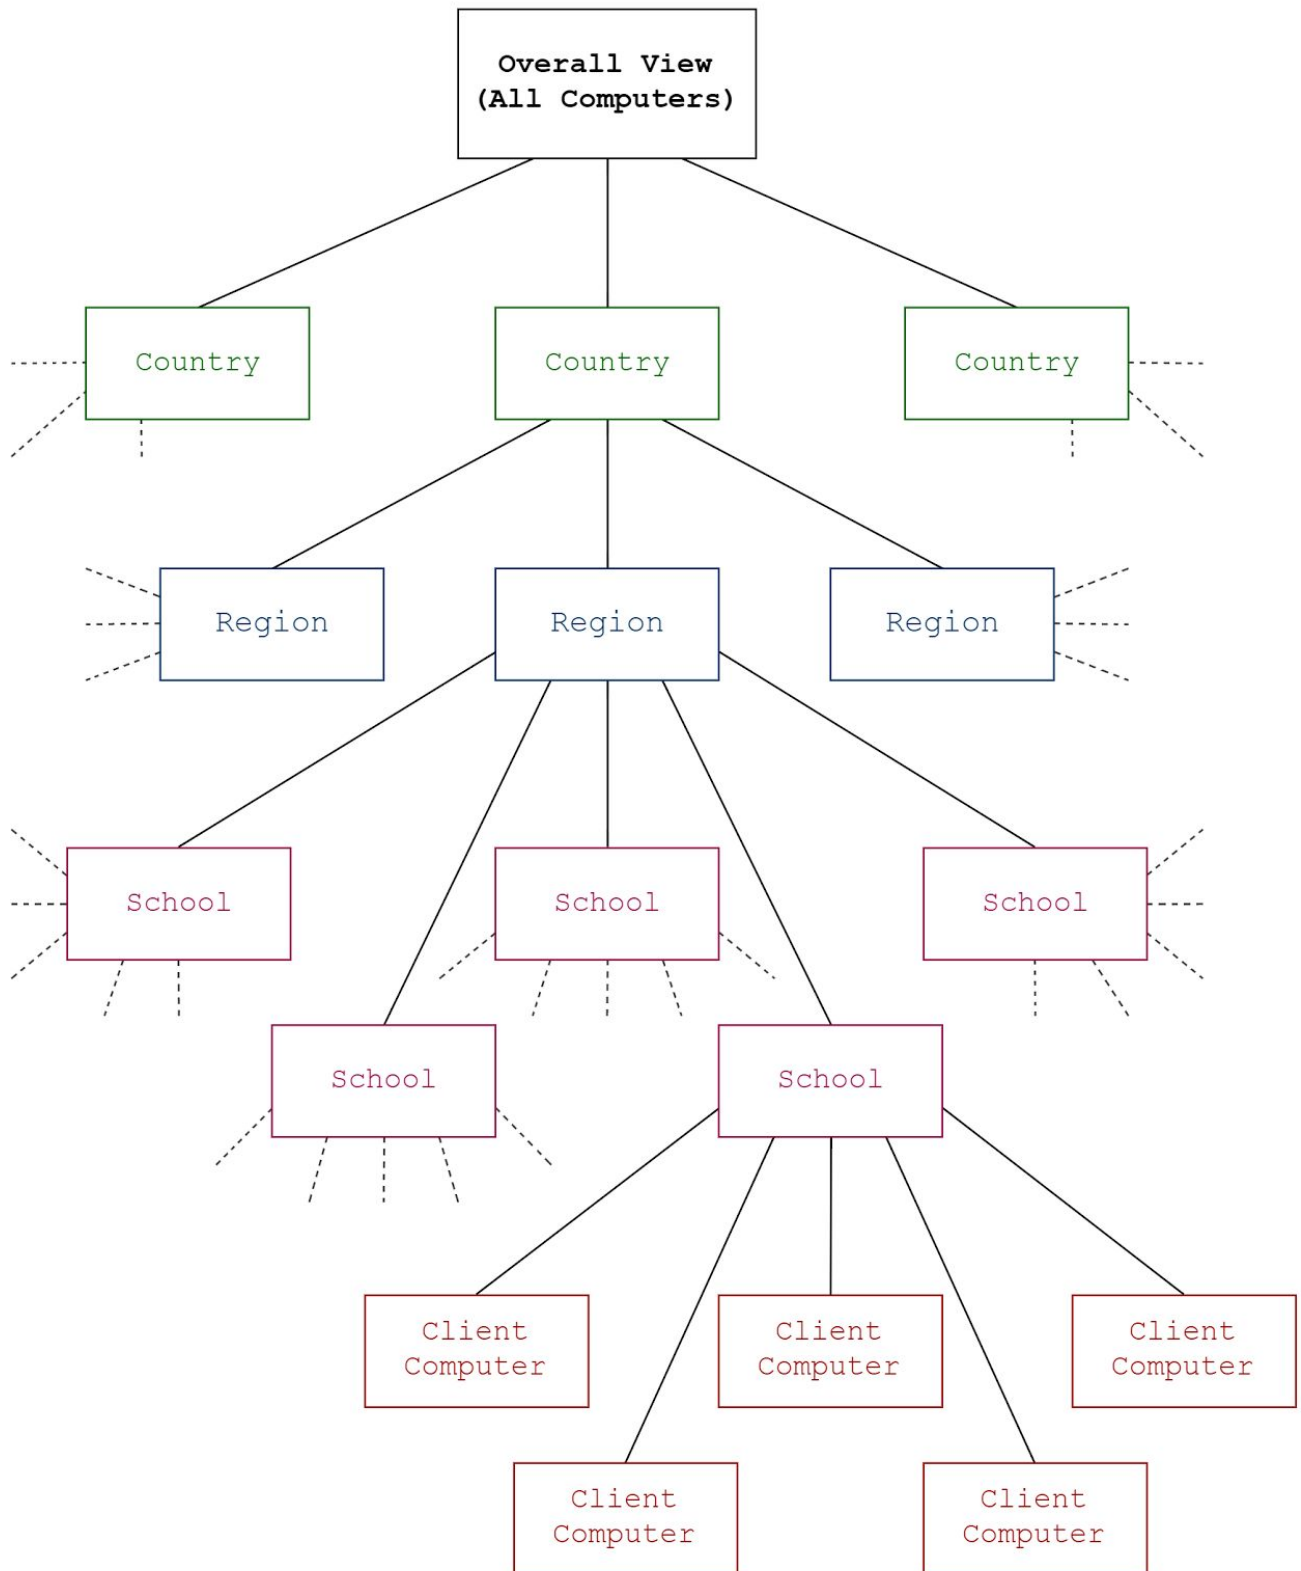 Overall View
(All Computers)
Country
Country
Country
Region
Region
Region
School
School
School
School
School
Client
Computer
Client
Computer
Client
Computer
Client
Computer
Client
Computer